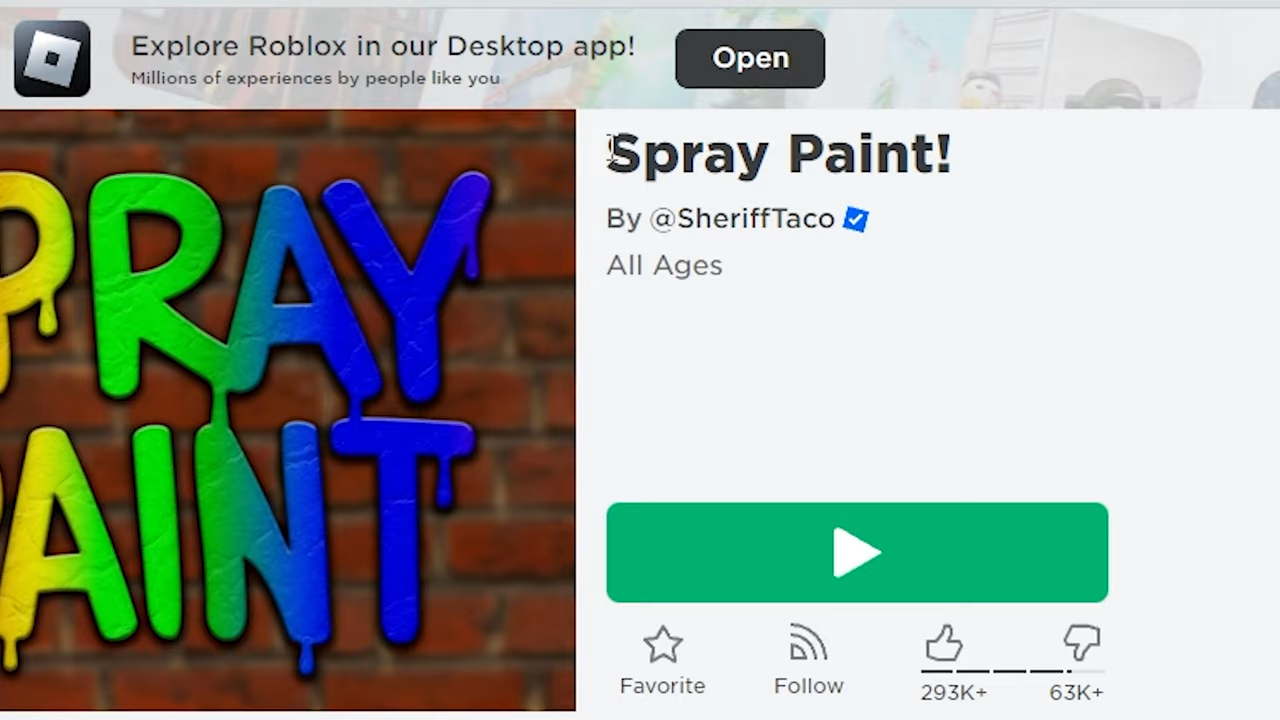 Explore Roblox in our Desktop app!
Millions of experiences by people like you
Open
PRAY
PAINT
Spray Paint!
By @SheriffTaco
All Ages
Favorite
Follow
293K+
63K+